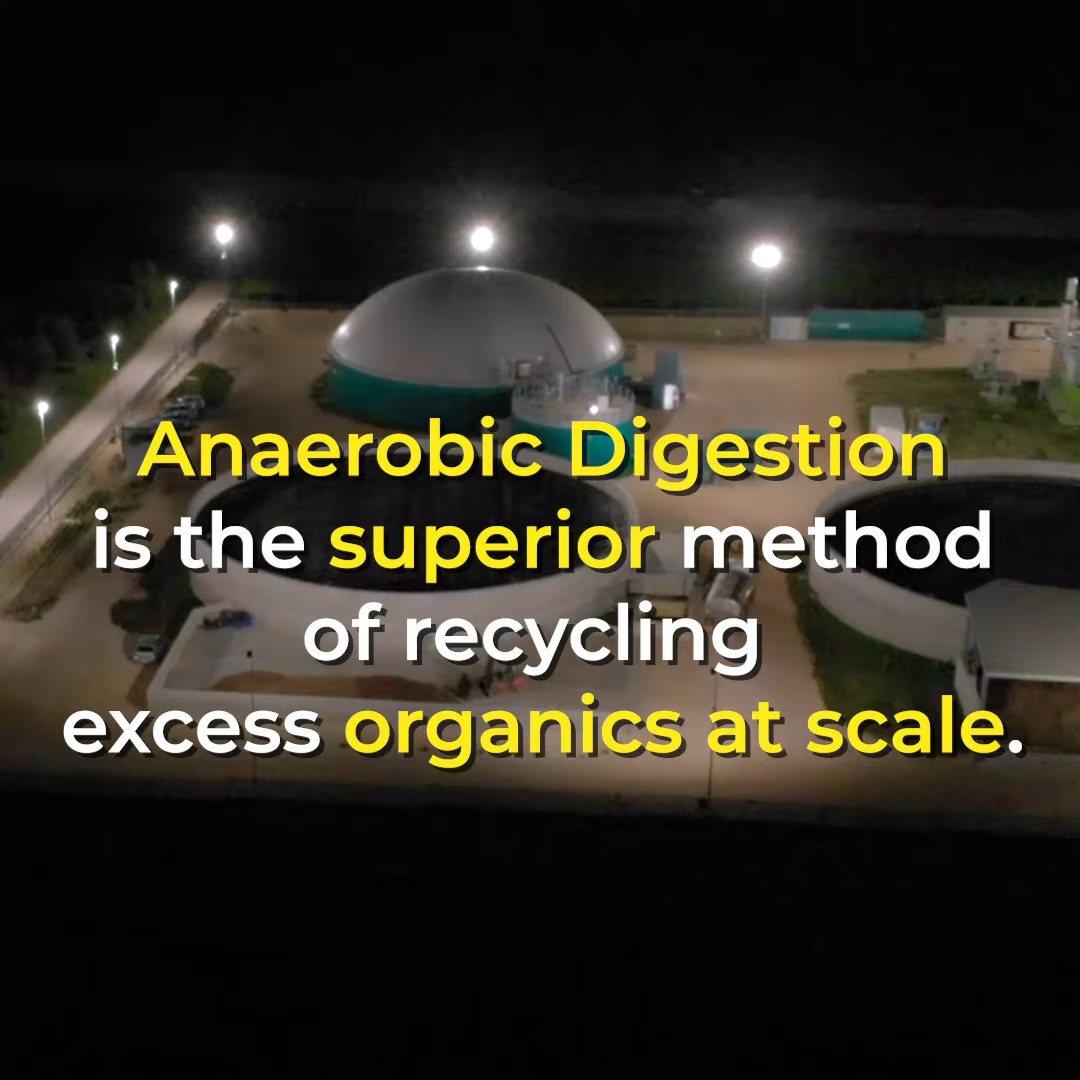 Anaerobic Digestion
is the superior method
of recycling
excess organics at scale.